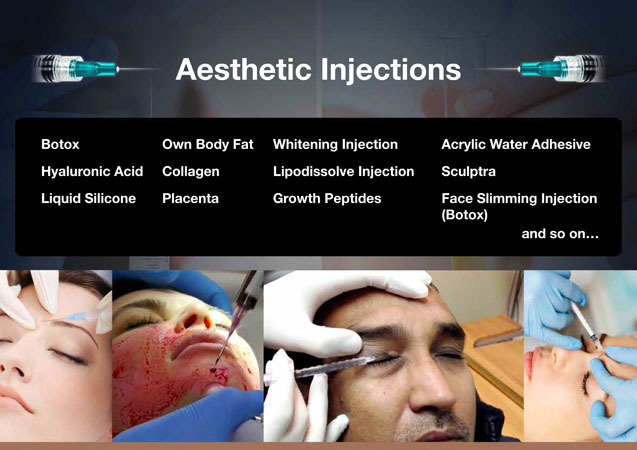 Aesthetic Injections
Botox
Hyaluronic Acid
Liquid Silicone
Own Body Fat
Collagen
Placenta
Whitening Injection
Lipodissolve Injection
Growth Peptides
Acrylic Water Adhesive
Sculptra
Face Slimming Injection
(Botox)
and so on…